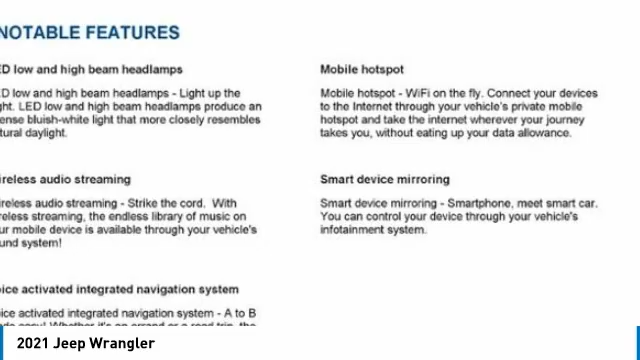 NOTABLE FEATURES
ED low and high beam headlamps
ED low and high beam headlamps - Light up the
ght. LED low and high beam headlamps produce an
ense bluish-white light that more closely resembles
tural daylight.
ireless audio streaming
ireless audio streaming - Strike the cord. With
reless streaming, the endless library of music on
ur mobile device is available through your vehicle's
und system!
ice activated integrated navigation system
ice activated integrated navigation system - A to B
Mobile hotspot
Mobile hotspot - WiFi on the fly. Connect your devices
to the Internet through your vehicle's private mobile
hotspot and take the internet wherever your journey
takes you, without eating up your data allowance.
Smart device mirroring
Smart device mirroring - Smartphone, meet smart car.
You can control your device through your vehicle's
infotainment system.
2021 Jeep Wrangler